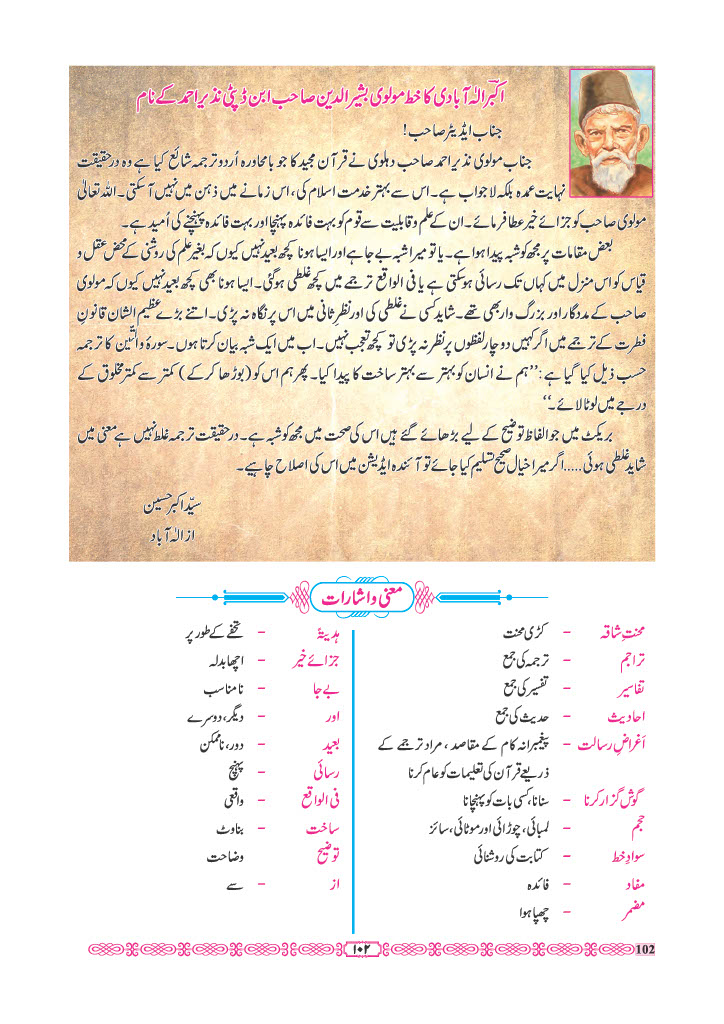 اکبر الٰہ آبادی کا خط مولوی بشیر الدین صاحب ابن ڈپٹی نذیر احمد کے نام
جناب ایڈیٹر صاحب!
جناب مولوی نذیر احمد صاحب دہلوی نے قرآن مجید کا جو بامحاورہ اُردو ترجمہ شائع کیا ہے وہ درحقیقت
نہایت عمدہ بلکہ لاجواب ہے۔ اس سے بہتر خدمت اسلام کی، اس زمانے میں ذہن میں نہیں آسکتی۔ اللہ تعالیٰ
مولوی صاحب کو جزائے خیر عطا فرمائے۔ ان کے علم و قابلیت سے قوم کو بہت فائدہ پہنچا اور بہت فائدہ پہنچنے کی اُمید ہے۔
بعض مقامات پر مجھ کو شبہ پیدا ہوا ہے۔ یا تو میرا شبہ بے جا ہے اور ایسا ہونا کچھ بعید نہیں کیوں کہ بغیر علم کی روشنی کے محض عقل و
قیاس کو اس منزل میں کہاں تک رسائی ہو سکتی ہے یا فی الواقع ترجمے میں کچھ غلطی ہوگئی۔ ایسا ہونا بھی کچھ بعید نہیں کیوں کہ مولوی
صاحب کے مددگار اور بزرگ وار بھی تھے۔ شاید کسی نے غلطی کی اور نظرِ ثانی میں اس پر نگاہ نہ پڑی۔ اتنے بڑے عظیم الشان قانونِ
فطرت کے ترجمے میں اگر کہیں دوچار لفظوں پر نظر نہ پڑی تو کچھ تعجب نہیں۔ اب میں ایک شبہ بیان کرتا ہوں۔ سورۂ والتّین کا ترجمہ
حسب ذیل کیا گیا ہے: ’’ہم نے انسان کو بہتر سے بہتر ساخت کا پیدا کیا۔ پھر ہم اس کو (بوڑھا کر کے) کمتر سے کمتر مخلوق کے
درجے میں لوٹا لائے۔‘‘
بریکٹ میں جو الفاظ توضیح کے لیے بڑھائے گئے ہیں اس کی صحت میں مجھ کو شبہ ہے۔ درحقیقت ترجمہ غلط نہیں ہے معنی میں
شاید غلطی ہوئی.....اگر میرا خیال صحیح تسلیم کیا جائے تو آئندہ ایڈیشن میں اس کی اصلاح چاہیے۔
سیّد اکبر حسین
از الٰہ آباد
معنی و اشارات
محنتِ شاقہ - کڑی محنت
تراجم - ترجمہ کی جمع
تفاسیر - تفسیر کی جمع
احادیث - حدیث کی جمع
اَغراضِ رسالت - پیغمبرانہ کام کے مقاصد، مراد ترجمے کے
ذریعے قرآن کی تعلیمات کو عام کرنا
گوش گزار کرنا - سنانا، کسی بات کو پہنچانا
حجم - لمبائی، چوڑائی اور موٹائی، سائز
سوادِ خط - کتابت کی روشنائی
مفاد - فائدہ
مضمر - چھپا ہوا
ہدیتہً - تحفے کے طور پر
جزائے خیر - اچھا بدلہ
بے جا - نامناسب
اور - دیگر، دوسرے
بعید - دور، ناممکن
رسائی - پہنچ
فی الواقع - واقعی
ساخت - بناوٹ
توضیح - وضاحت
از - سے
۱۰۲
102